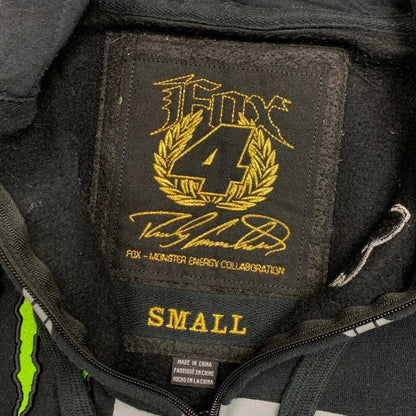 Fox
4
FOX - MONSTER ENERGY COLLABORATION
SMALL
MADE IN CHINA
FABRIQUÉ EN CHINE
HECHO EN LA CHINA